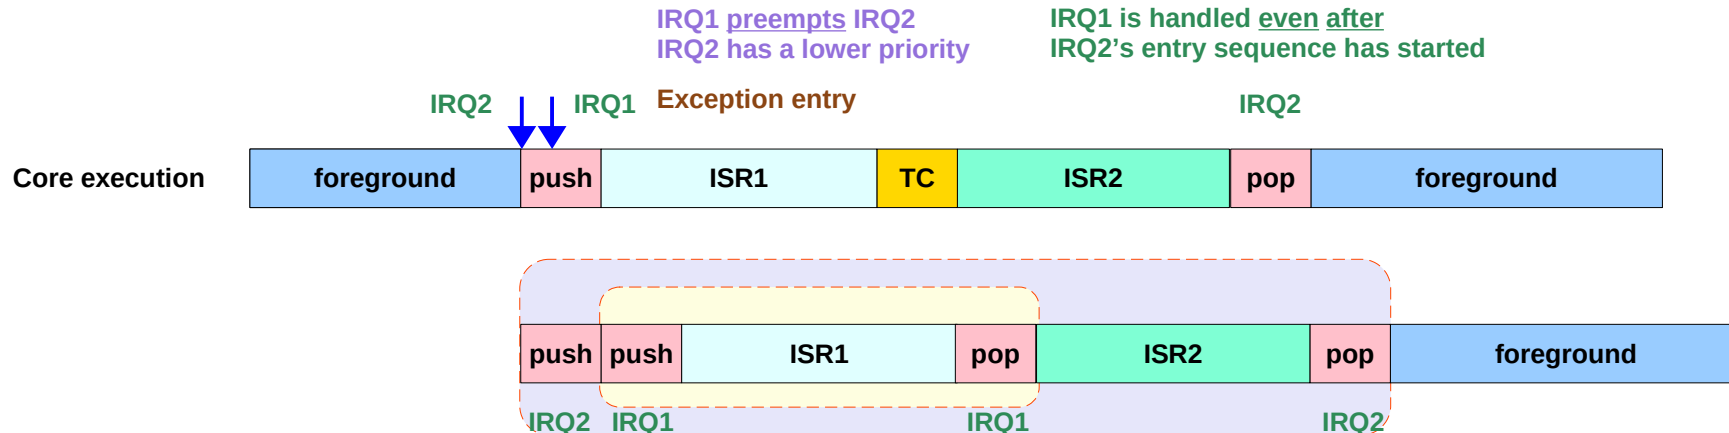 IRQ1 preempts IRQ2
IRQ2 has a lower priority
IRQ1 is handled even after
IRQ2’s entry sequence has started
IRQ2
IRQ1
Exception entry
IRQ2
Core execution
foreground
push
ISR1
TC
ISR2
pop
foreground
push
push
ISR1
pop
ISR2
pop
foreground
IRQ2
IRQ1
IRQ1
IRQ2